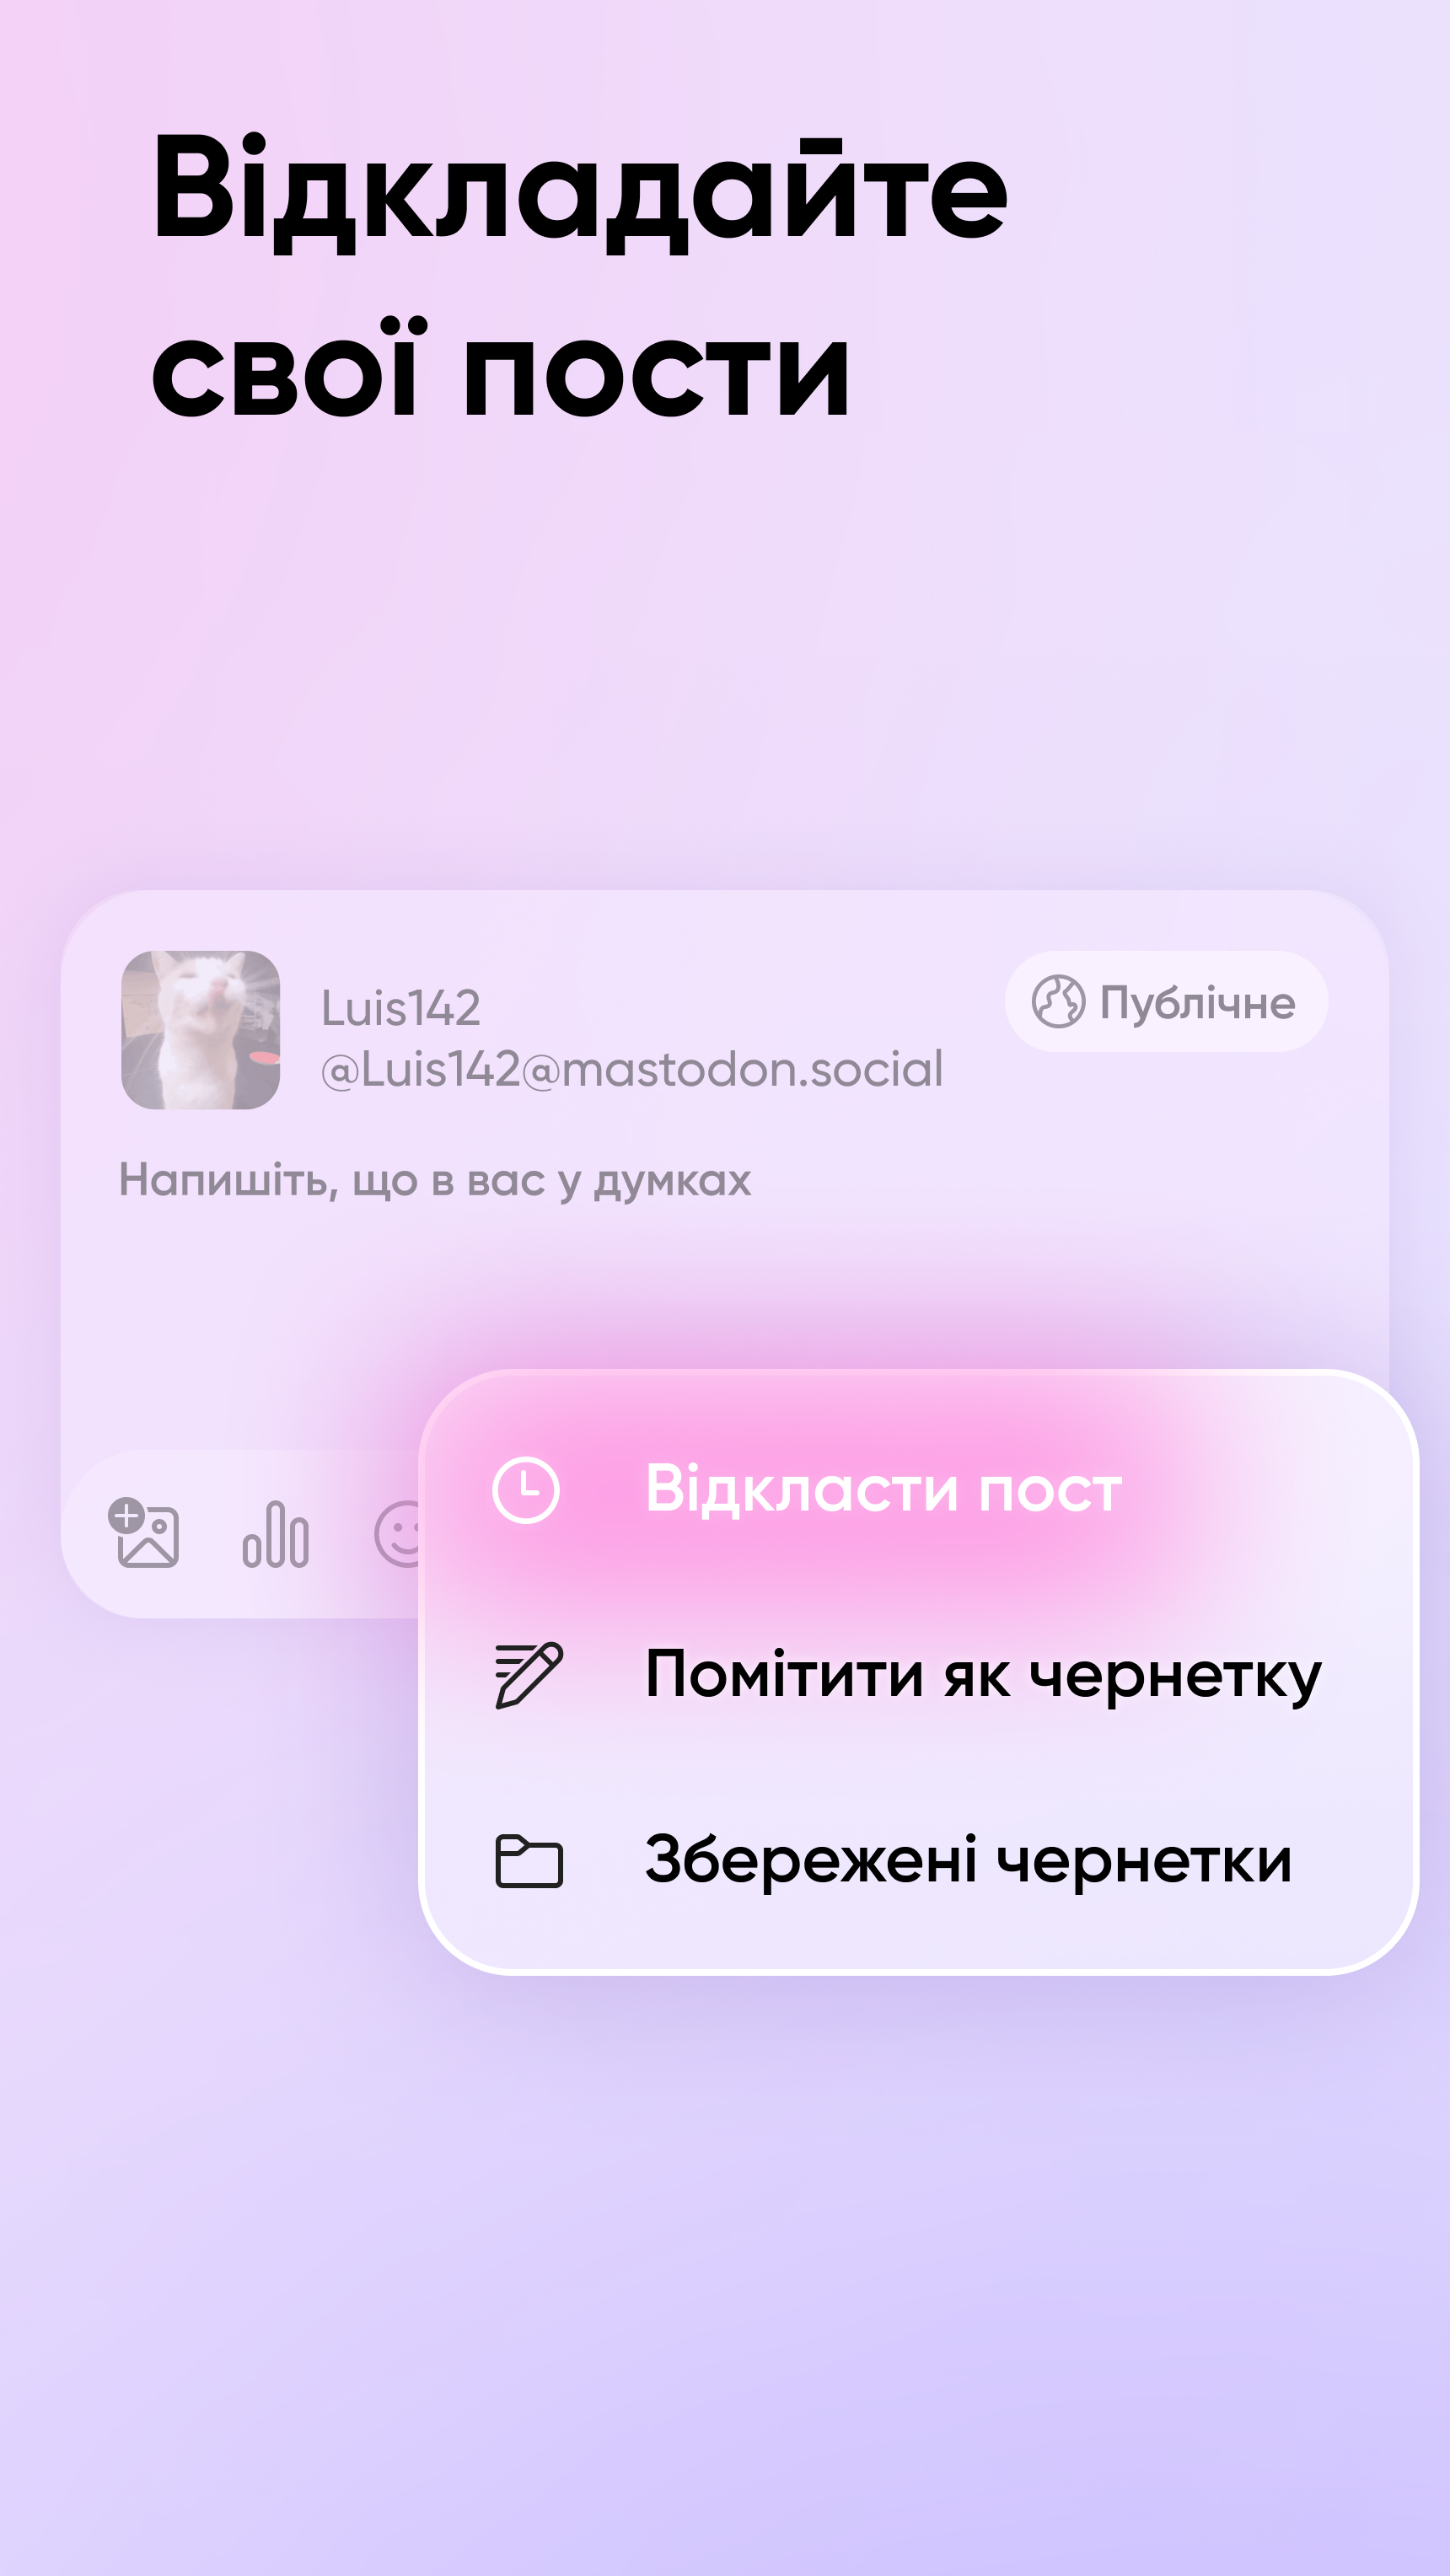 Відкладайте
свої пости
Luis142
Публічне
@Luis142@mastodon.social
Напишіть, що в вас у думках
Відкласти пост
Помітити як чернетку
Збережені чернетки